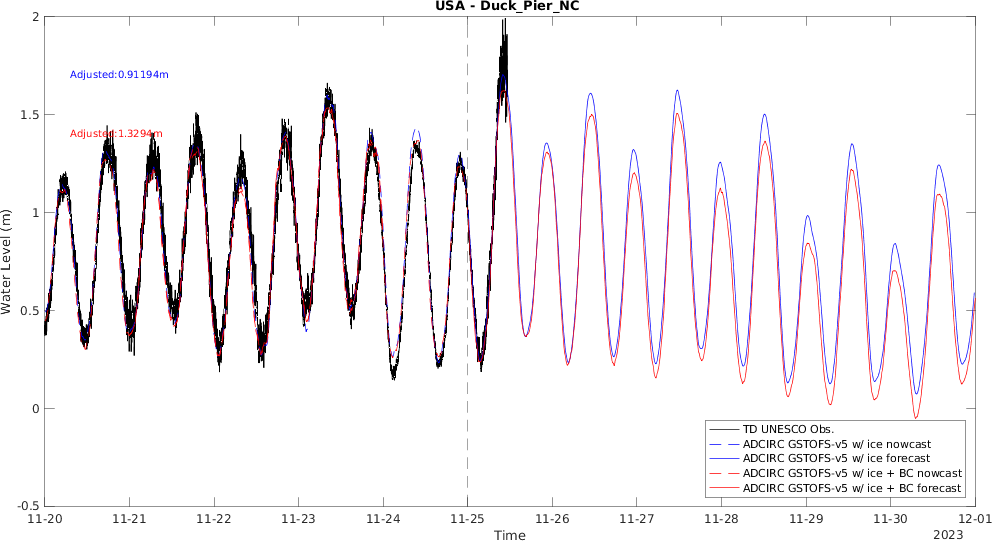 USA - Duck_Pier_NC
2
1.5
1
0.5
0
-0.5
Water Level (m)
Adjusted:0.91194m
Adjusted:1.3294m
TD UNESCO Obs.
ADCIRC GSTOFS-v5 w/ ice nowcast
ADCIRC GSTOFS-v5 w/ ice forecast
ADCIRC GSTOFS-v5 w/ ice + BC nowcast
ADCIRC GSTOFS-v5 w/ ice + BC forecast
11-20 11-21 11-22 11-23 11-24 11-25 11-26 11-27 11-28 11-29 11-30 12-01
Time
2023